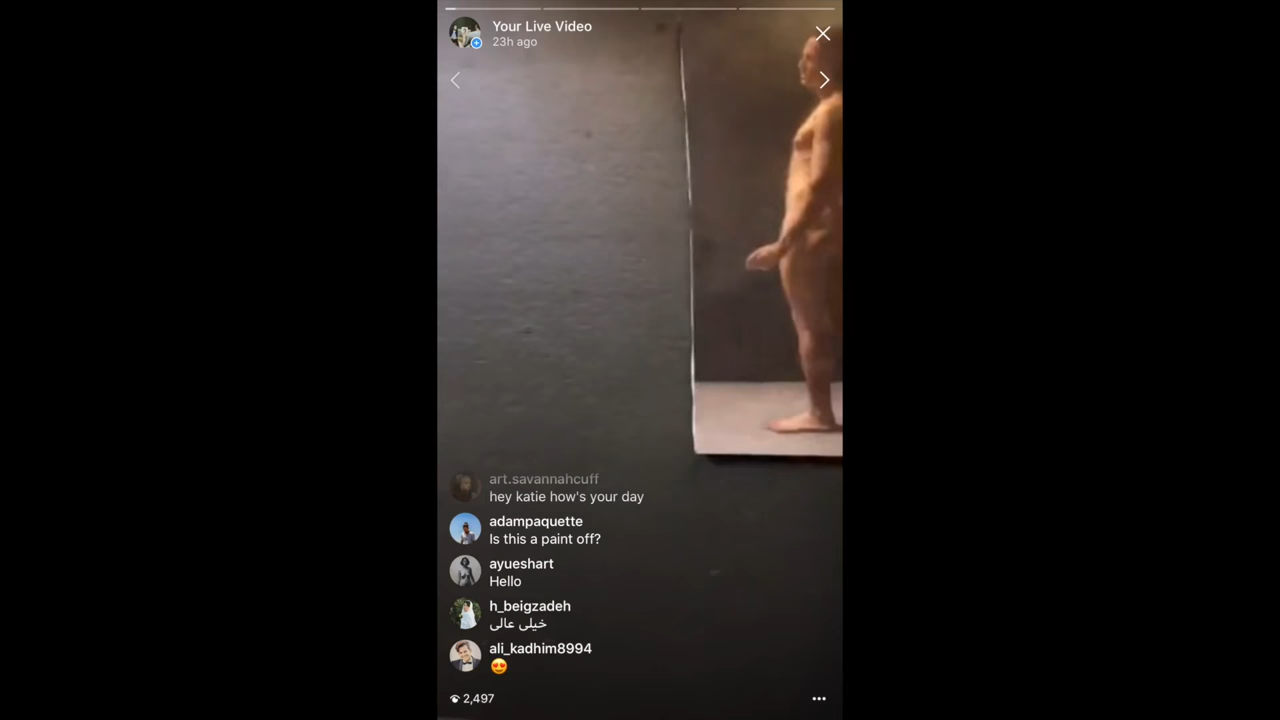 Your Live Video
23h ago
art.savannahcuff
hey katie how's your day
adampaquette
Is this a paint off?
ayueshart
Hello
h_beigzadeh
خیلی عالی
ali_kadhim8994
😍
2,497